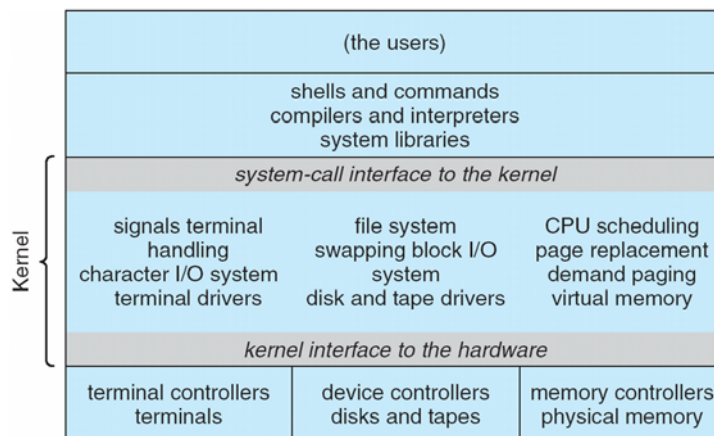 (the users)
shells and commands
compilers and interpreters
system libraries
Kernel
system-call interface to the kernel
signals terminal
handling
character I/O system
terminal drivers
file system
swapping block I/O
system
disk and tape drivers
CPU scheduling
page replacement
demand paging
virtual memory
kernel interface to the hardware
terminal controllers
terminals
device controllers
disks and tapes
memory controllers
physical memory